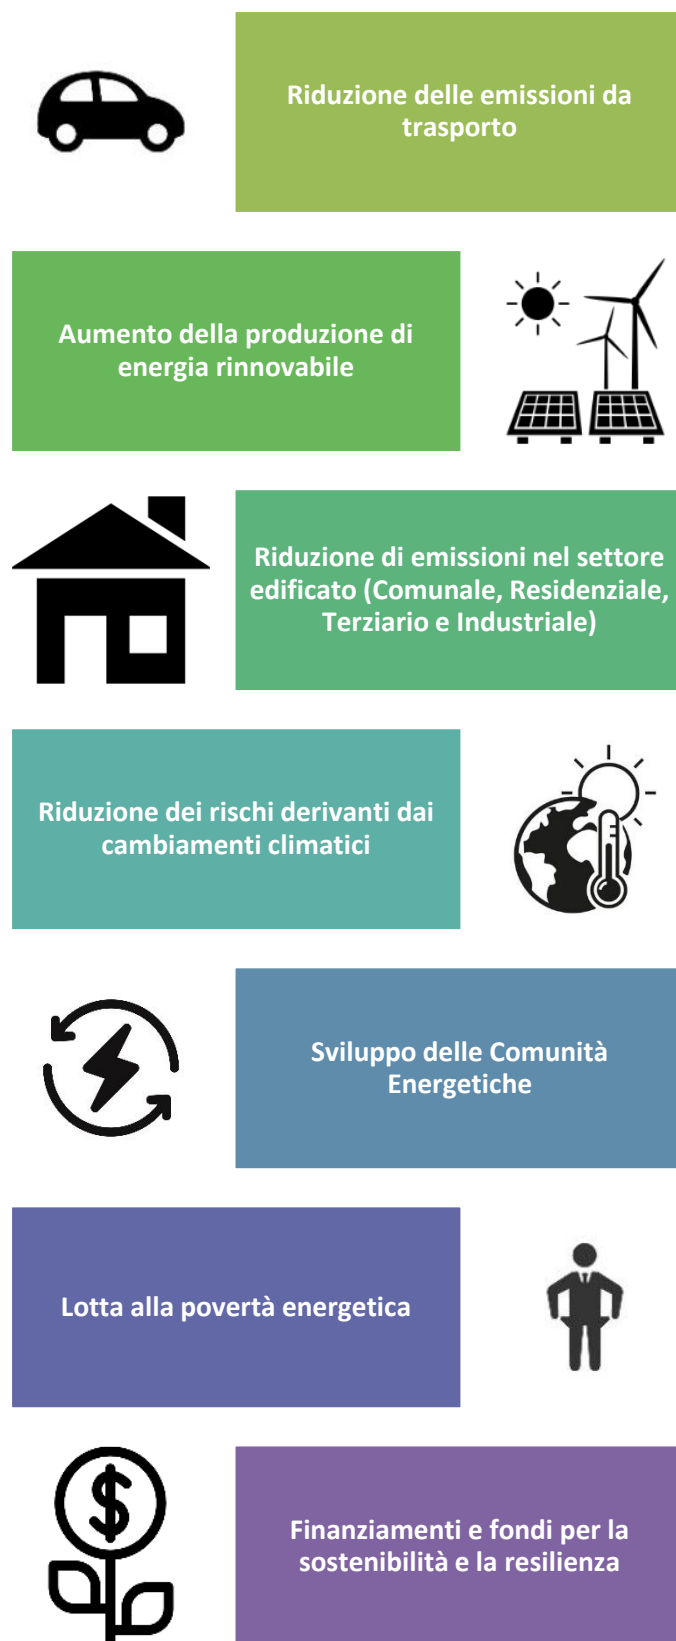 Riduzione delle emissioni da
trasporto
Aumento della produzione di
energia rinnovabile
Riduzione di emissioni nel settore
edificato (Comunale, Residenziale,
Terziario e Industriale)
Riduzione dei rischi derivanti dai
cambiamenti climatici
Sviluppo delle Comunità
Energetiche
Lotta alla povertà energetica
$
Finanziamenti e fondi per la
sostenibilità e la resilienza